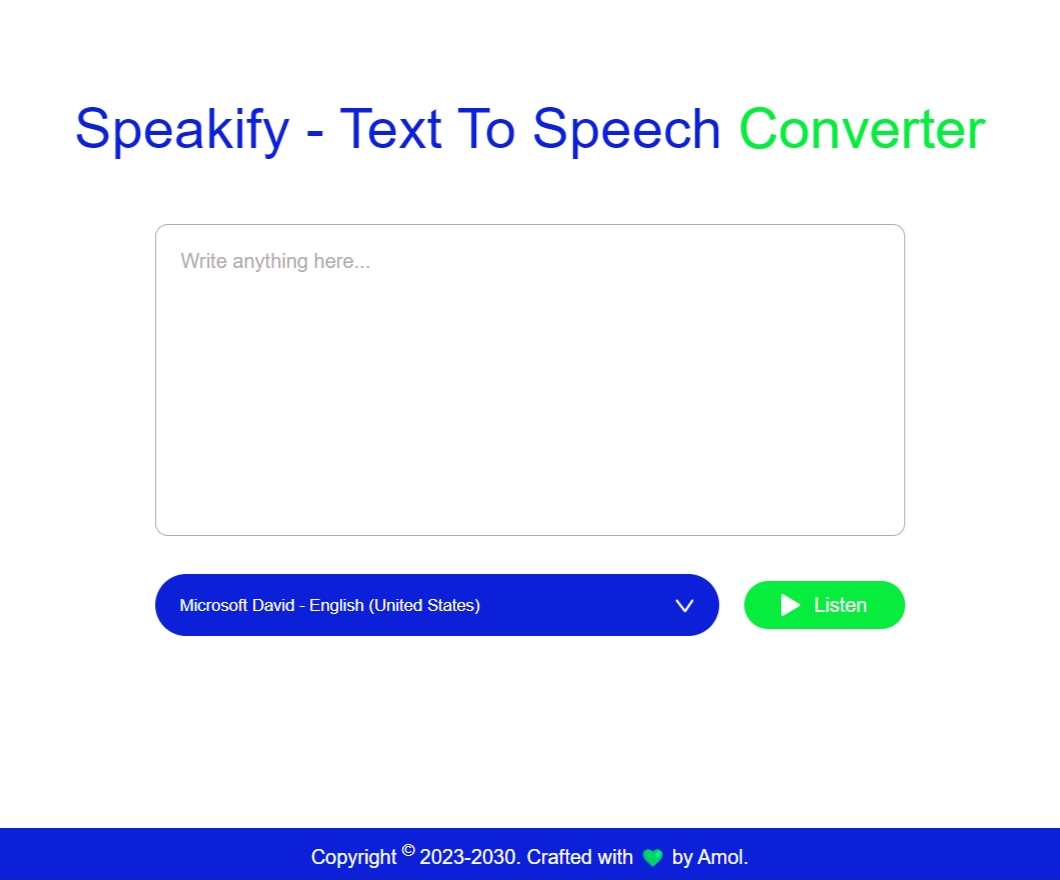 Speakify - Text To Speech Converter
Write anything here...
Microsoft David - English (United States)
Listen
Copyright © 2023-2030. Crafted with 💚 by Amol.